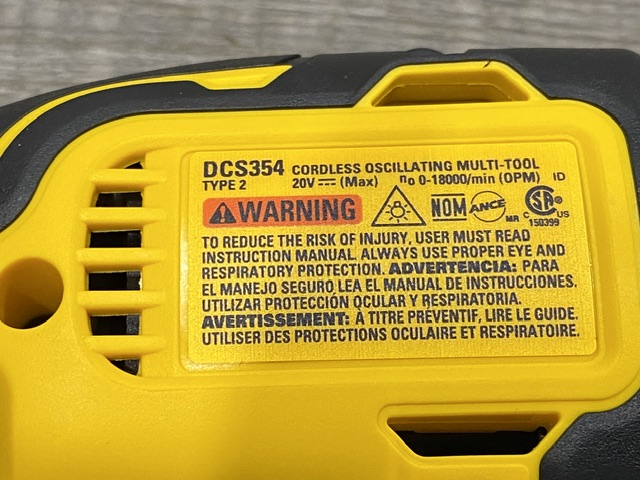 DCS354 CORDLESS OSCILLATING MULTI-TOOL
TYPE 2 20V ⎓ (Max) n₀ 0-18000/min (OPM) ID
WARNING NOM ANCE MR C SA C US 150399
TO REDUCE THE RISK OF INJURY, USER MUST READ
INSTRUCTION MANUAL. ALWAYS USE PROPER EYE AND
RESPIRATORY PROTECTION. ADVERTENCIA: PARA
EL MANEJO SEGURO LEA EL MANUAL DE INSTRUCCIONES.
UTILIZAR PROTECCIÓN OCULAR Y RESPIRATORIA.
AVERTISSEMENT: À TITRE PRÉVENTIF, LIRE LE GUIDE.
UTILISER DES PROTECTIONS OCULAIRE ET RESPIRATOIRE.